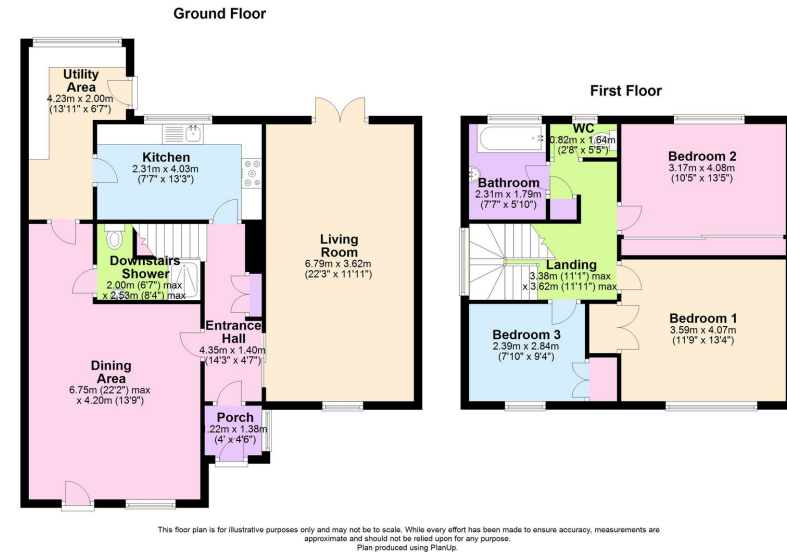 Ground Floor
Utility
Area
4.23m x 2.00m
(13'11" x 6'7")
Kitchen
2.31m x 4.03m
(7'7" x 13'3")
Living
Room
6.79m x 3.62m
(22'3" x 11'11")
Downstairs
Shower
2.00m (6'7") max
x 2.53m (8'4") max
Entrance
Hall
4.35m x 1.40m
(14'3" x 4'7")
Dining
Area
6.75m (22'2") max
x 4.20m (13'9")
Porch
1.22m x 1.38m
(4' x 4'6")
First Floor
WC
0.82m x 1.64m
(2'8" x 5'5")
Bedroom 2
3.17m x 4.08m
(10'5" x 13'5")
Bathroom
2.31m x 1.79m
(7'7" x 5'10")
Landing
3.38m (11'1") max
x 3.62m (11'11") max
Bedroom 1
3.59m x 4.07m
(11'9" x 13'4")
Bedroom 3
2.39m x 2.84m
(7'10" x 9'4")
This floor plan is for illustrative purposes only and may not be to scale. While every effort has been made to ensure accuracy, measurements are
approximate and should not be relied upon for any purpose.
Plan produced using PlanUp.